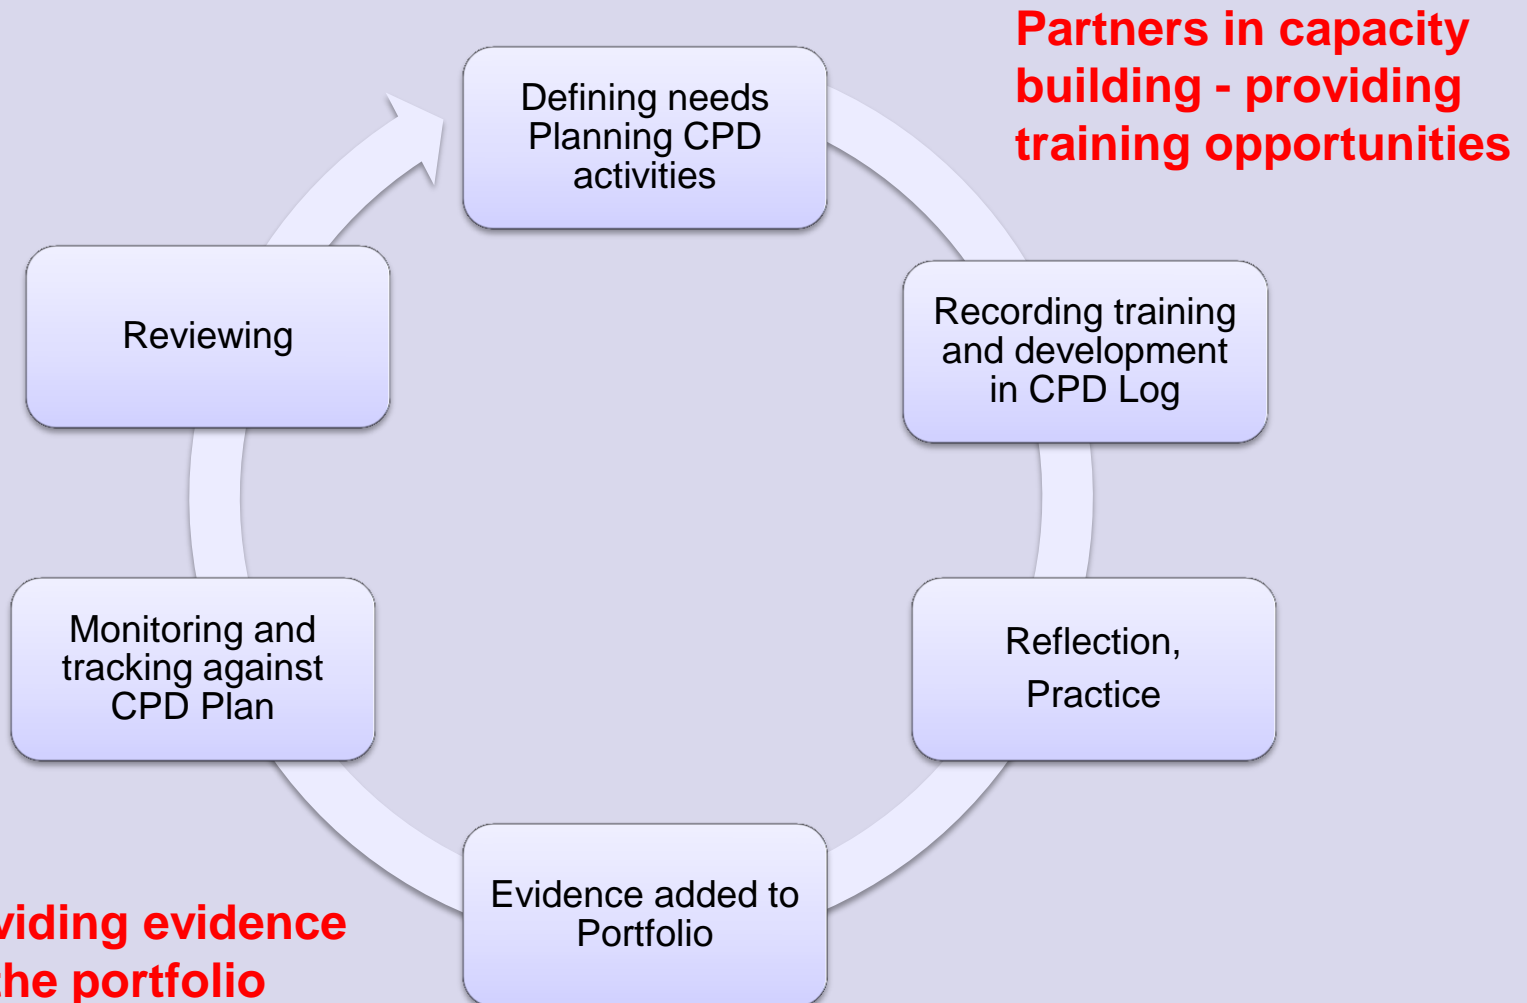 Partners in capacity
building - providing
training opportunities
Defining needs
Planning CPD
activities
Recording training
and development
in CPD Log
Reflection,
Practice
Evidence added to
Portfolio
Monitoring and
tracking against
CPD Plan
Reviewing
viding evidence
the portfolio